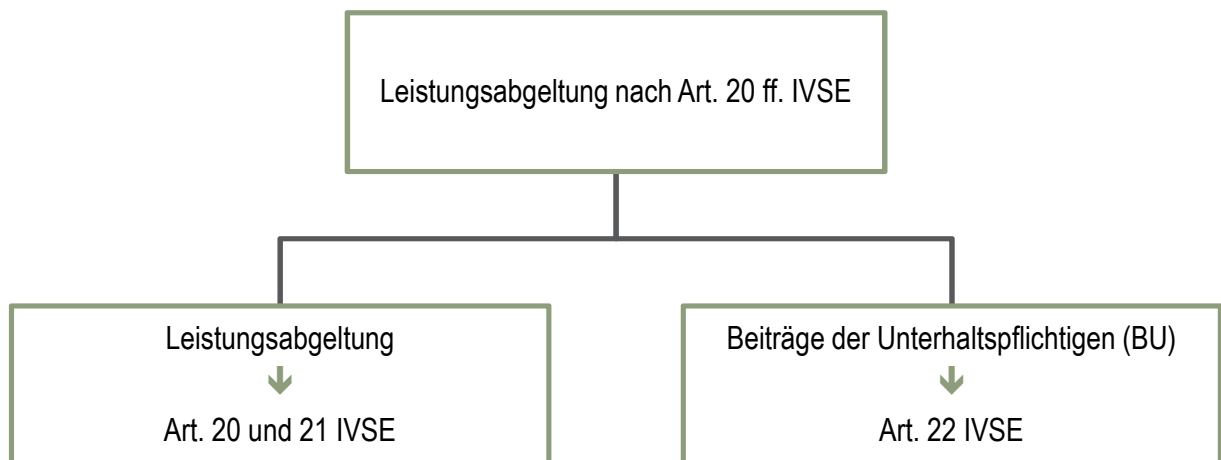 Leistungsabgeltung nach Art. 20 ff. IVSE
Leistungsabgeltung
Art. 20 und 21 IVSE
Beiträge der Unterhaltspflichtigen (BU)
Art. 22 IVSE